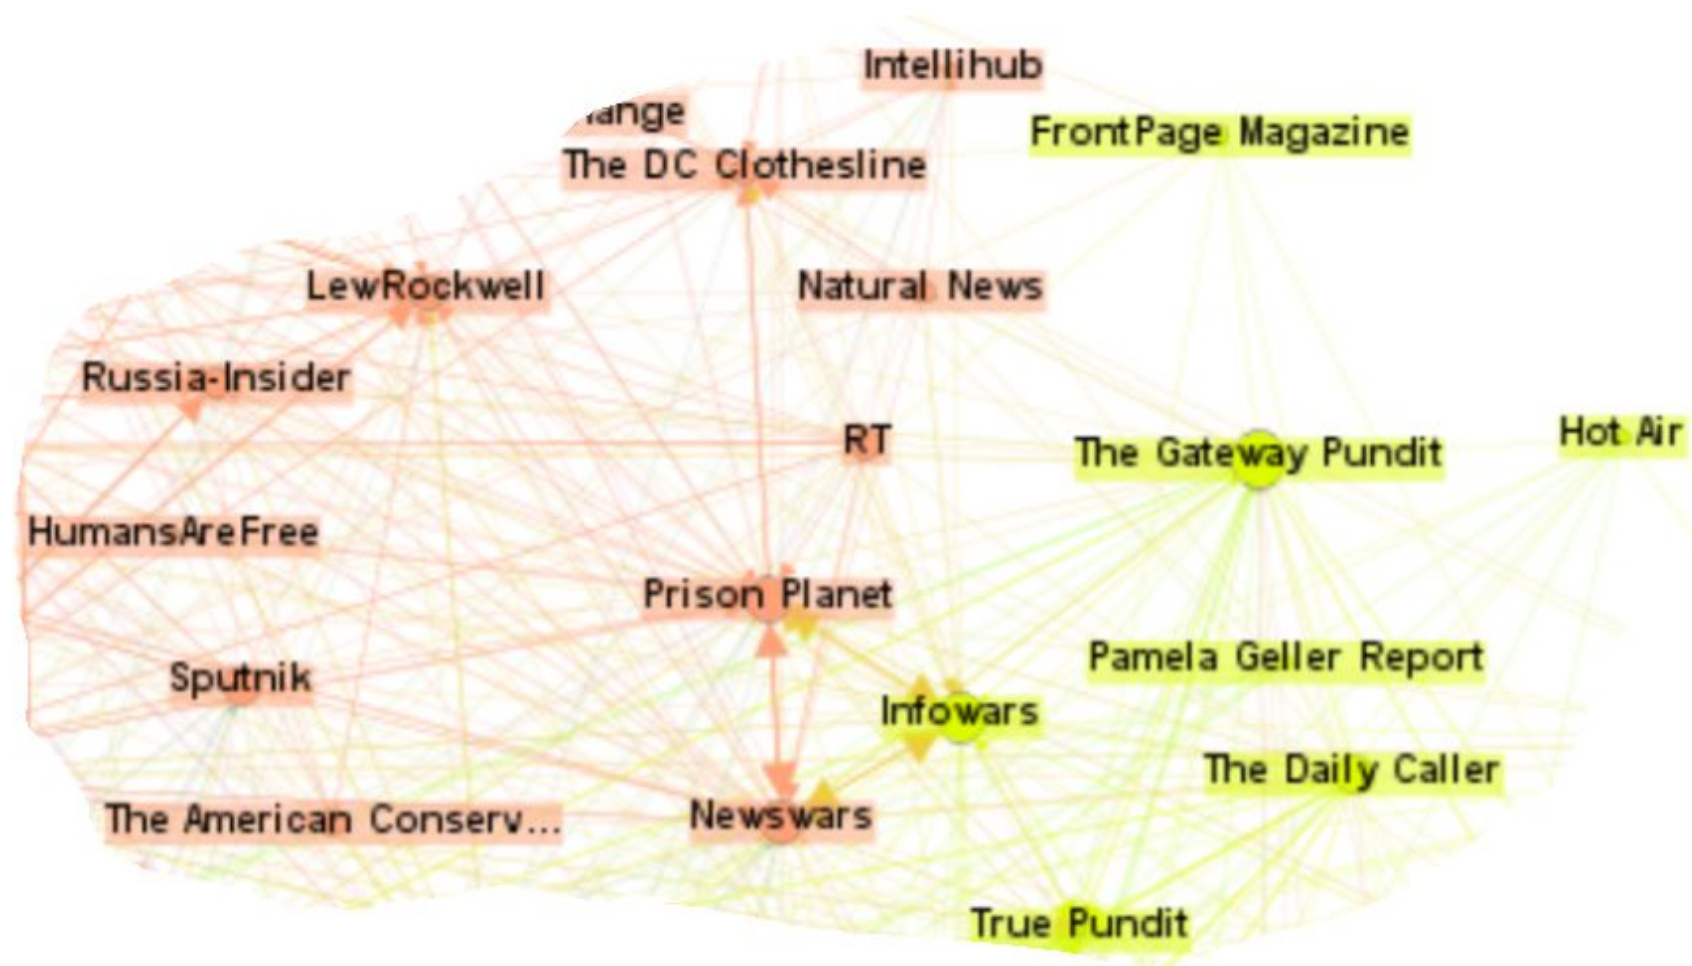 Intellihub
FrontPage Magazine
The DC Clothesline
LewRockwell
Natural News
Russia-Insider
RT
The Gateway Pundit
Hot Air
HumansAreFree
Prison Planet
Pamela Geller Report
Sputnik
Infowars
The Daily Caller
The American Conserv...
Newswars
True Pundit